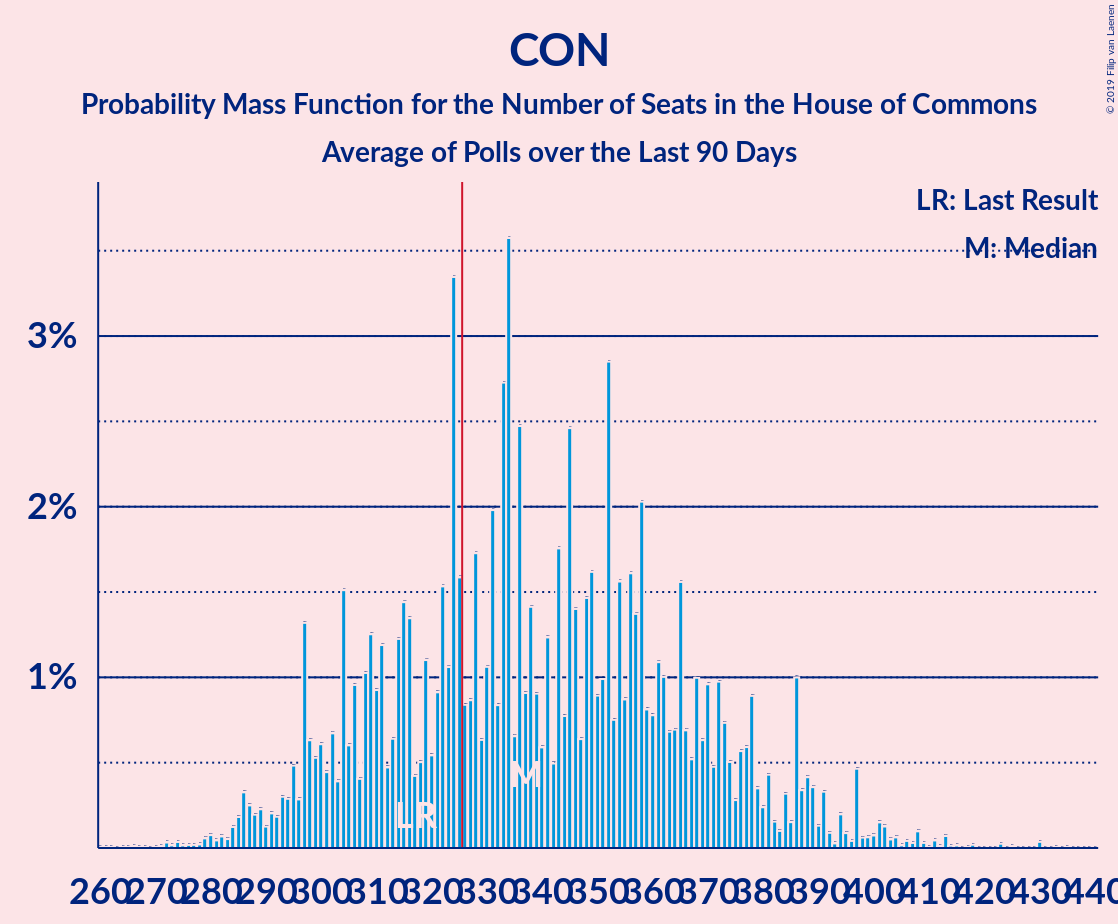 CON
Probability Mass Function for the Number of Seats in the House of Commons
Average of Polls over the Last 90 Days
© 2019 Filip van Laenen
LR: Last Result
M: Median
3%
2%
1%
M
LR
260 270 280 290 300 310 320 330 340 350 360 370 380 390 400 410 420 430 440